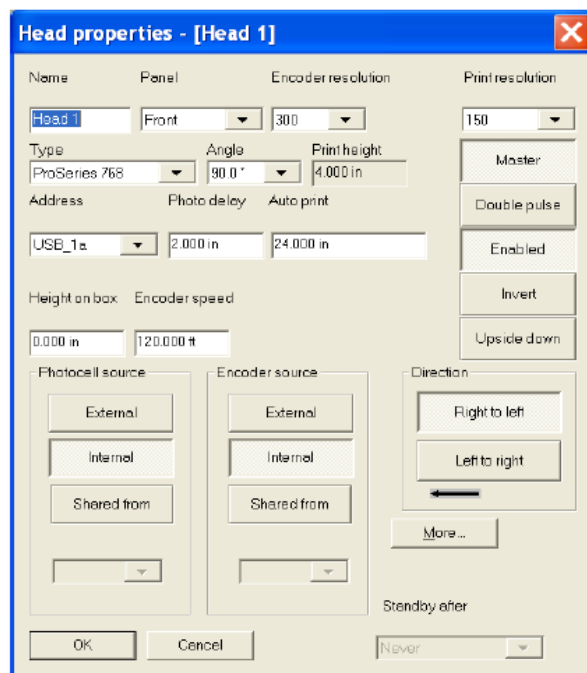 Head properties - [Head 1]
Name Panel Encoder resolution Print resolution
Head 1 Front 300 150
Type Angle Print height
ProSeries 768 90.0 ° 4.000 in
Master
Address Photo delay Auto print
Double pulse
USB_1a 2.000 in 24.000 in
Enabled
Height on box Encoder speed
Invert
0.000 in 120.000 ft
Upside down
Photocell source Encoder source Direction
External External Right to left
Internal Internal Left to right
Shared from Shared from
More...
Standby after
OK Cancel Never